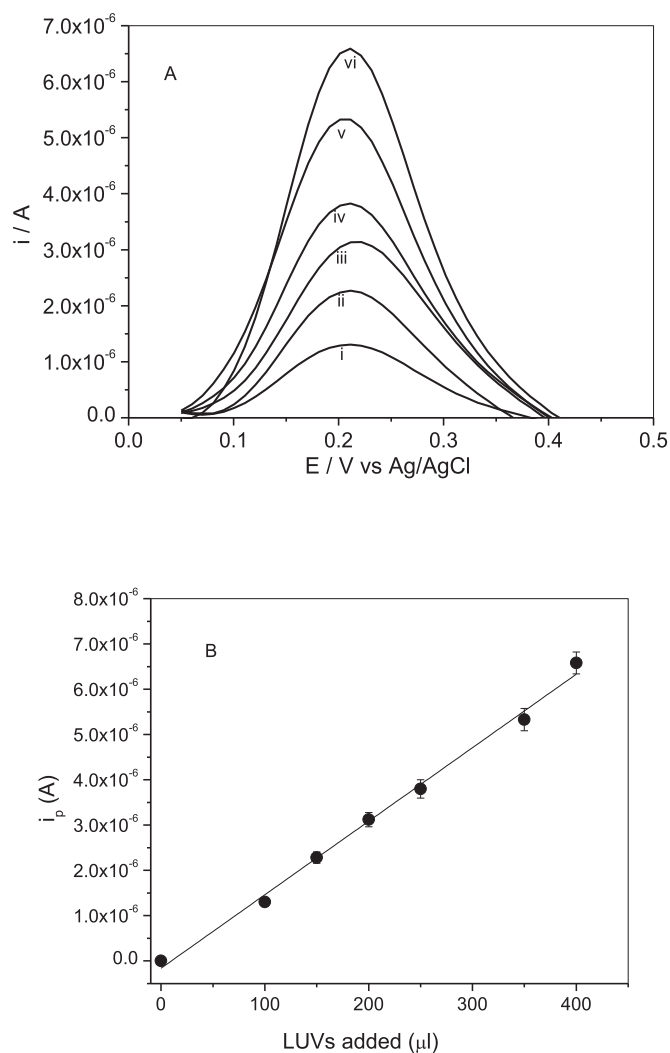 7.0x10⁻⁶
A
vi
6.0x10⁻⁶
v
5.0x10⁻⁶
4.0x10⁻⁶
iv
i / A
3.0x10⁻⁶
iii
2.0x10⁻⁶
ii
i
1.0x10⁻⁶
0.0
0.0 0.1 0.2 0.3 0.4 0.5
E / V vs Ag/AgCl
8.0x10⁻⁶
B
7.0x10⁻⁶
6.0x10⁻⁶
5.0x10⁻⁶
4.0x10⁻⁶
iₚ (A)
3.0x10⁻⁶
2.0x10⁻⁶
1.0x10⁻⁶
0.0
0 100 200 300 400
LUVs added (μl)